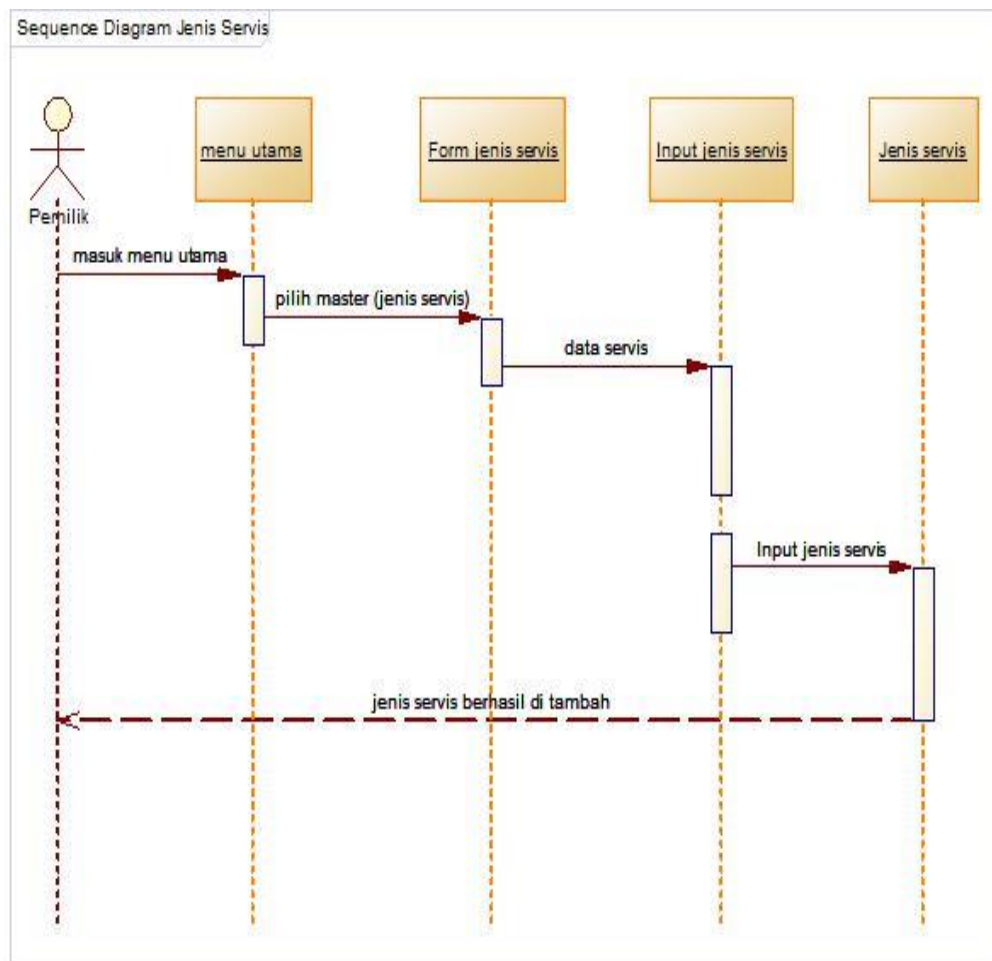 Sequence Diagram Jenis Servis
menu utama
Form jenis servis
Input jenis servis
Jenis servis
Pemilik
masuk menu utama
pilih master (jenis servis)
data servis
Input jenis servis
jenis servis berhasil di tambah